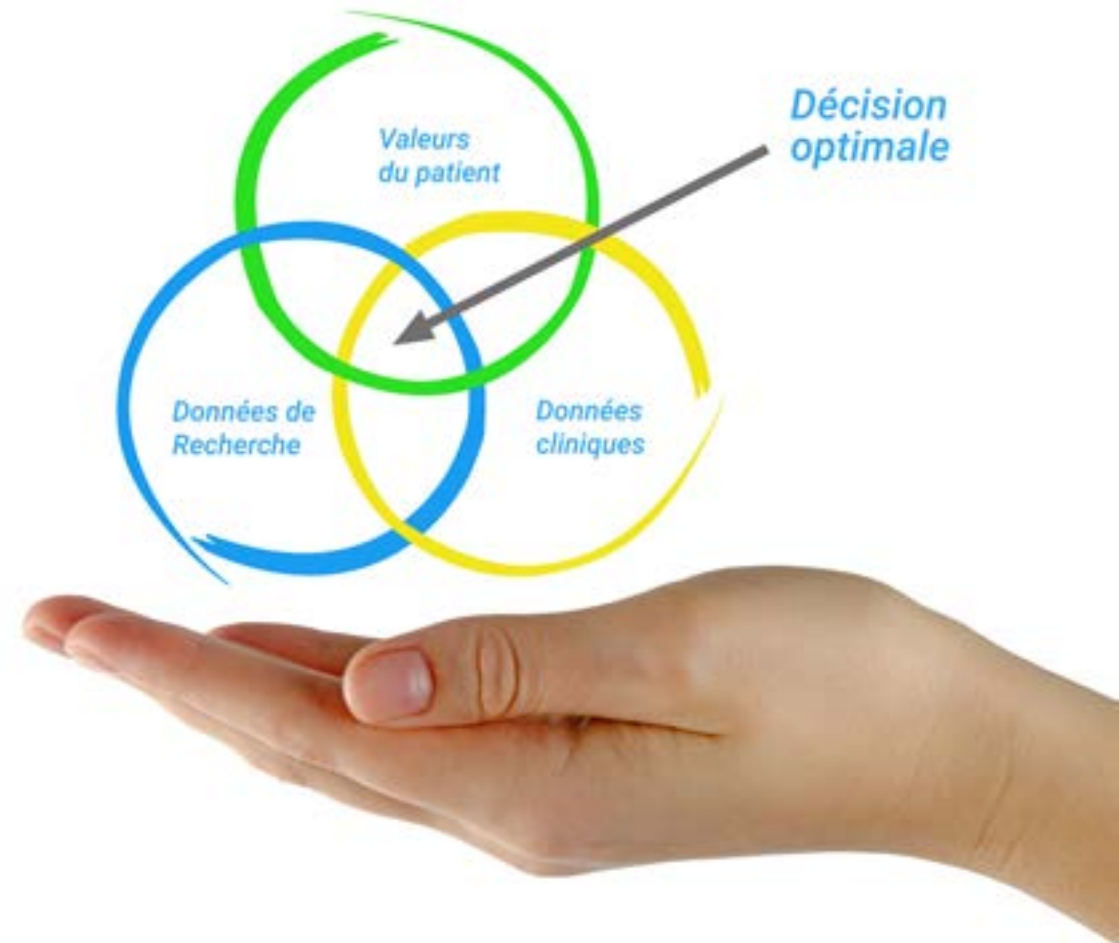 Valeurs
du patient
Décision
optimale
Données de
Recherche
Données
cliniques